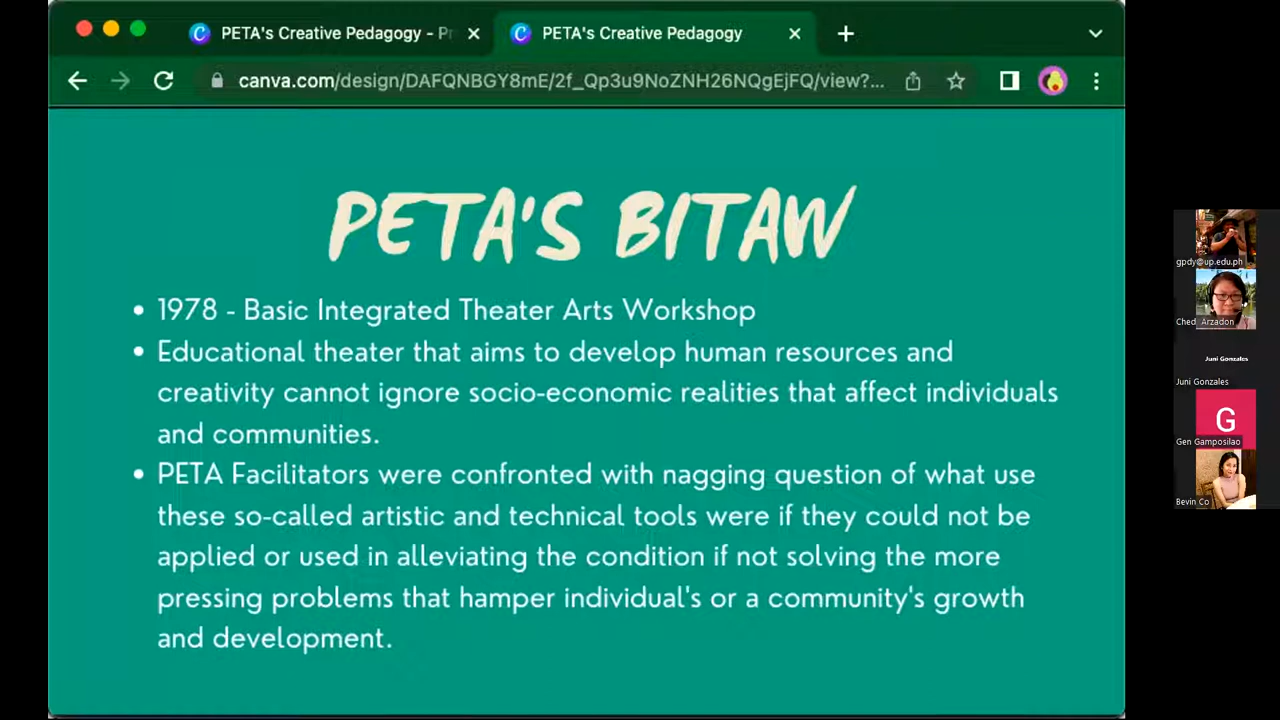 PETA's Creative Pedagogy - Pr
PETA's Creative Pedagogy
canva.com/design/DAFQNBGY8mE/2f_Qp3u9NoZNH26NQgEjFQ/view?...
PETA'S BITAW
• 1978 - Basic Integrated Theater Arts Workshop
• Educational theater that aims to develop human resources and
creativity cannot ignore socio-economic realities that affect individuals
and communities.
• PETA Facilitators were confronted with nagging question of what use
these so-called artistic and technical tools were if they could not be
applied or used in alleviating the condition if not solving the more
pressing problems that hamper individual's or a community's growth
and development.
gpdy@up.edu.ph
Ched Arzadon
Juni Gonzales
Juni Gonzales
G
Gen Gamposilao
Bevin Co